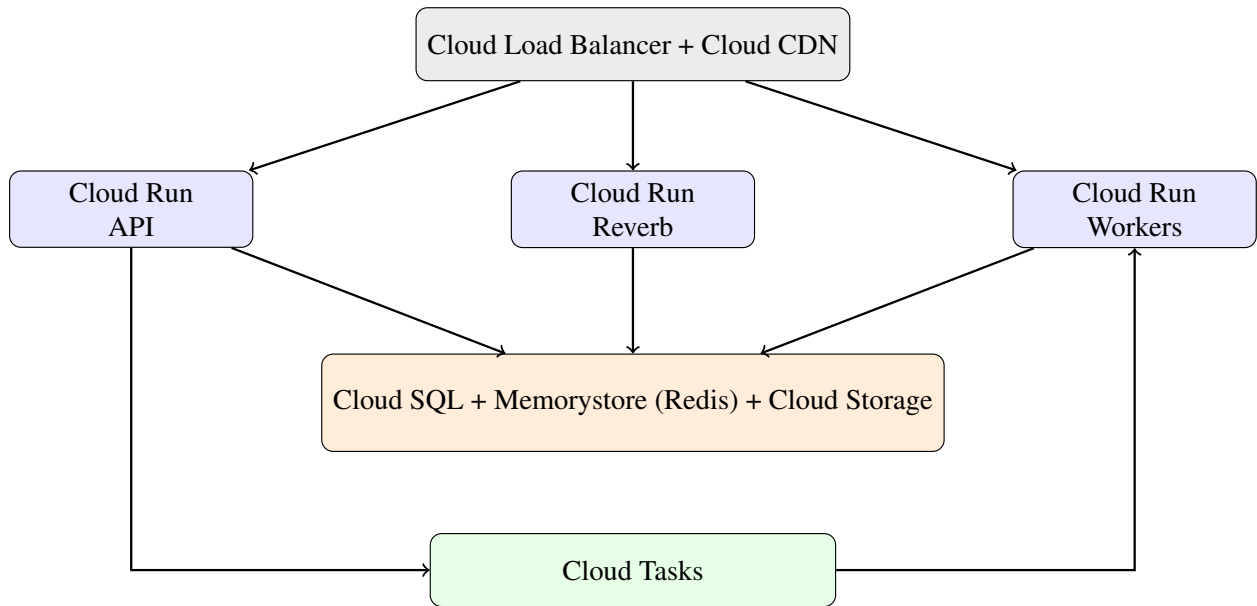 Cloud Load Balancer + Cloud CDN
Cloud Run
API
Cloud Run
Reverb
Cloud Run
Workers
Cloud SQL + Memorystore (Redis) + Cloud Storage
Cloud Tasks